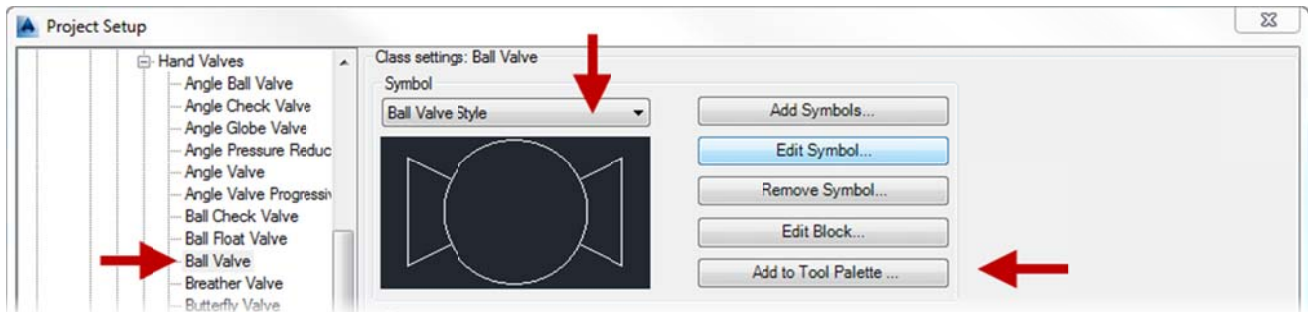 Project Setup
Hand Valves
Angle Ball Valve
Angle Check Valve
Angle Globe Valve
Angle Pressure Reduc
Angle Valve
Angle Valve Progressiv
Ball Check Valve
Ball Float Valve
Ball Valve
Breather Valve
Butterfly Valve
Class settings: Ball Valve
Symbol
Ball Valve Style
Add Symbols...
Edit Symbol...
Remove Symbol...
Edit Block...
Add to Tool Palette ...